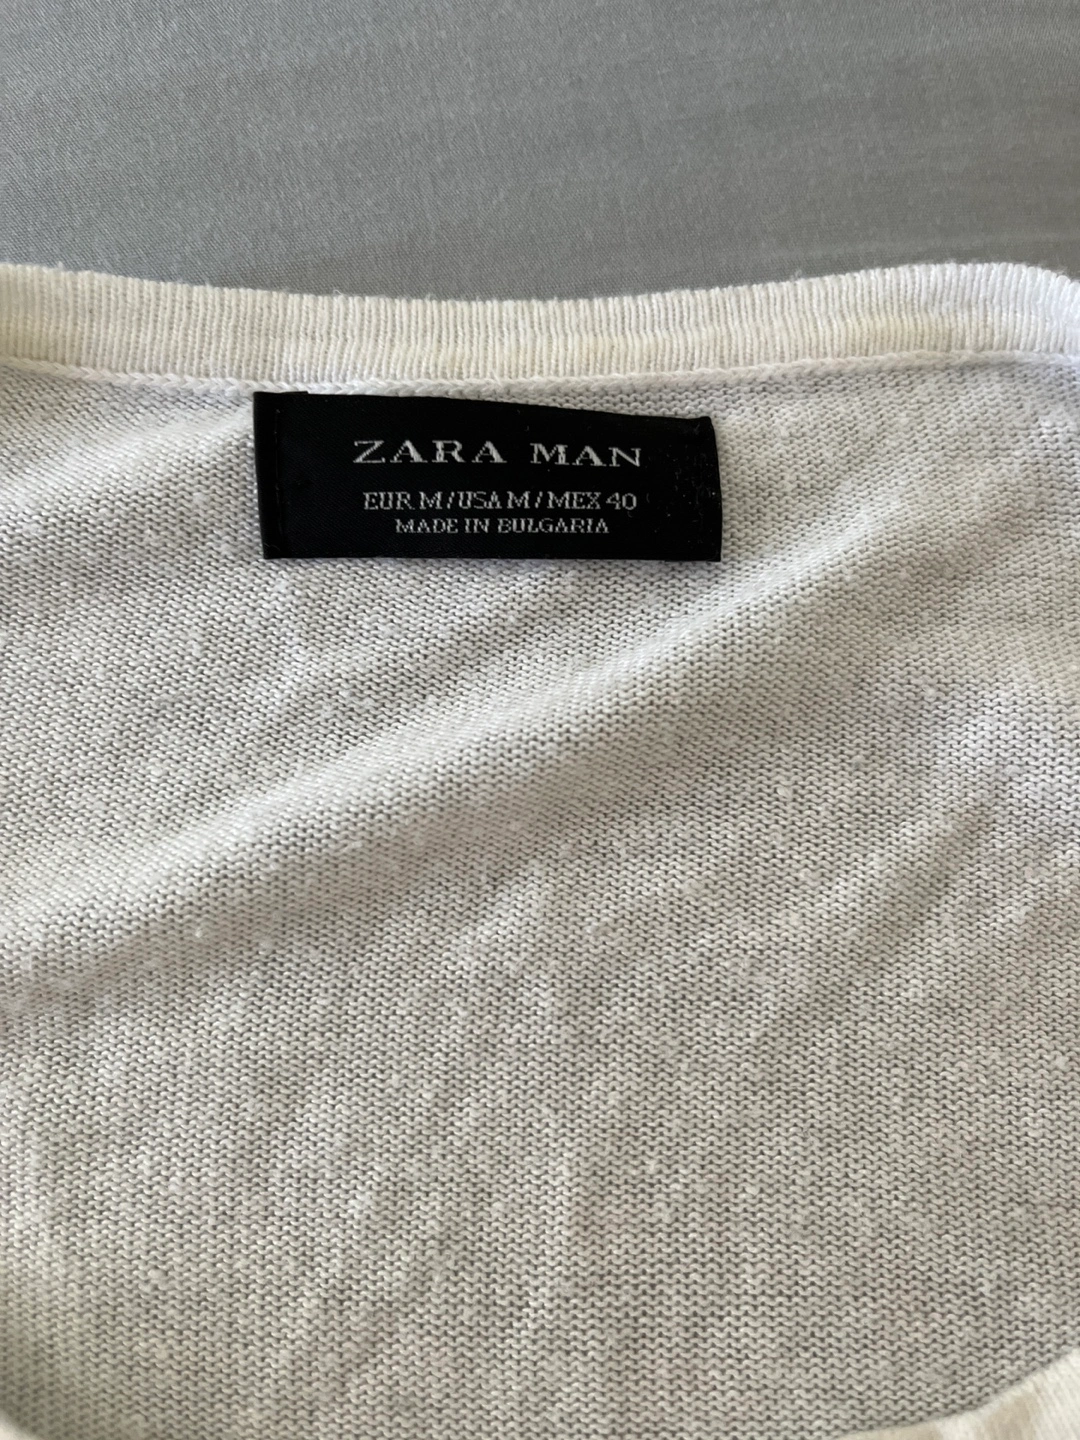 ZARA MAN
EUR M/USA M/MEX 40
MADE IN BULGARIA